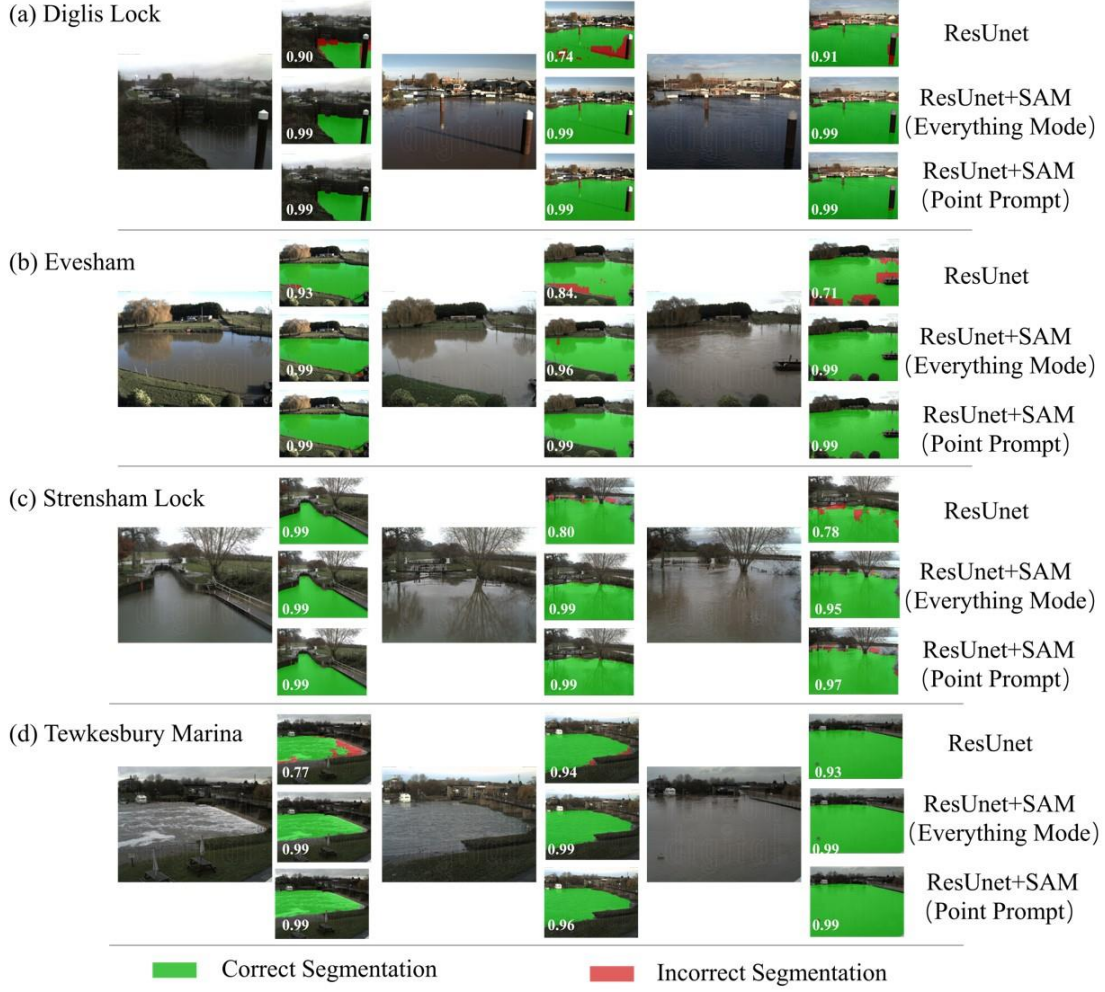 (a) Diglis Lock
0.90
0.74
0.91
ResUnet
0.99
0.99
0.99
ResUnet+SAM
(Everything Mode)
0.99
0.99
0.99
ResUnet+SAM
(Point Prompt)
(b) Evesham
0.93
0.84.
0.71
ResUnet
0.99
0.96
0.99
ResUnet+SAM
(Everything Mode)
0.99
0.99
0.99
ResUnet+SAM
(Point Prompt)
(c) Strensham Lock
0.99
0.80
0.78
ResUnet
0.99
0.99
0.95
ResUnet+SAM
(Everything Mode)
0.99
0.99
0.97
ResUnet+SAM
(Point Prompt)
(d) Tewkesbury Marina
0.77
0.94
0.93
ResUnet
0.99
0.99
0.99
ResUnet+SAM
(Everything Mode)
0.99
0.96
0.99
ResUnet+SAM
(Point Prompt)
Correct Segmentation
Incorrect Segmentation